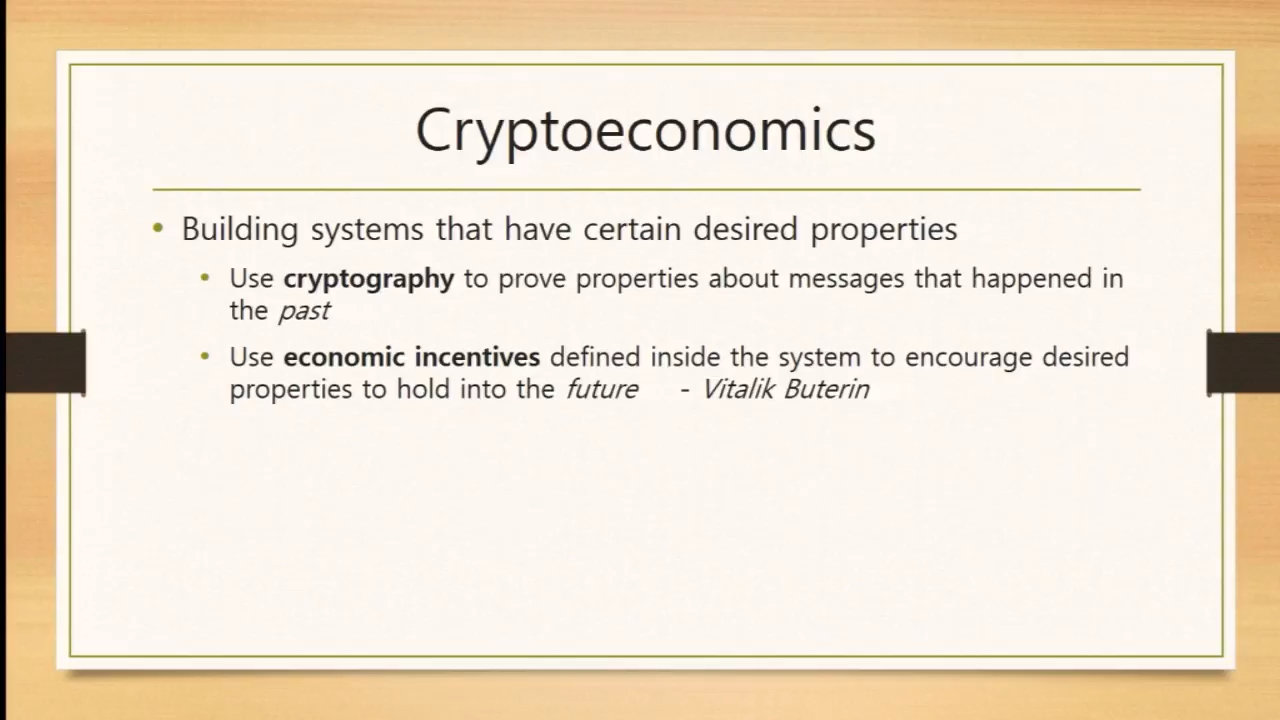 Cryptoeconomics
• Building systems that have certain desired properties
• Use cryptography to prove properties about messages that happened in
the past
• Use economic incentives defined inside the system to encourage desired
properties to hold into the future - Vitalik Buterin